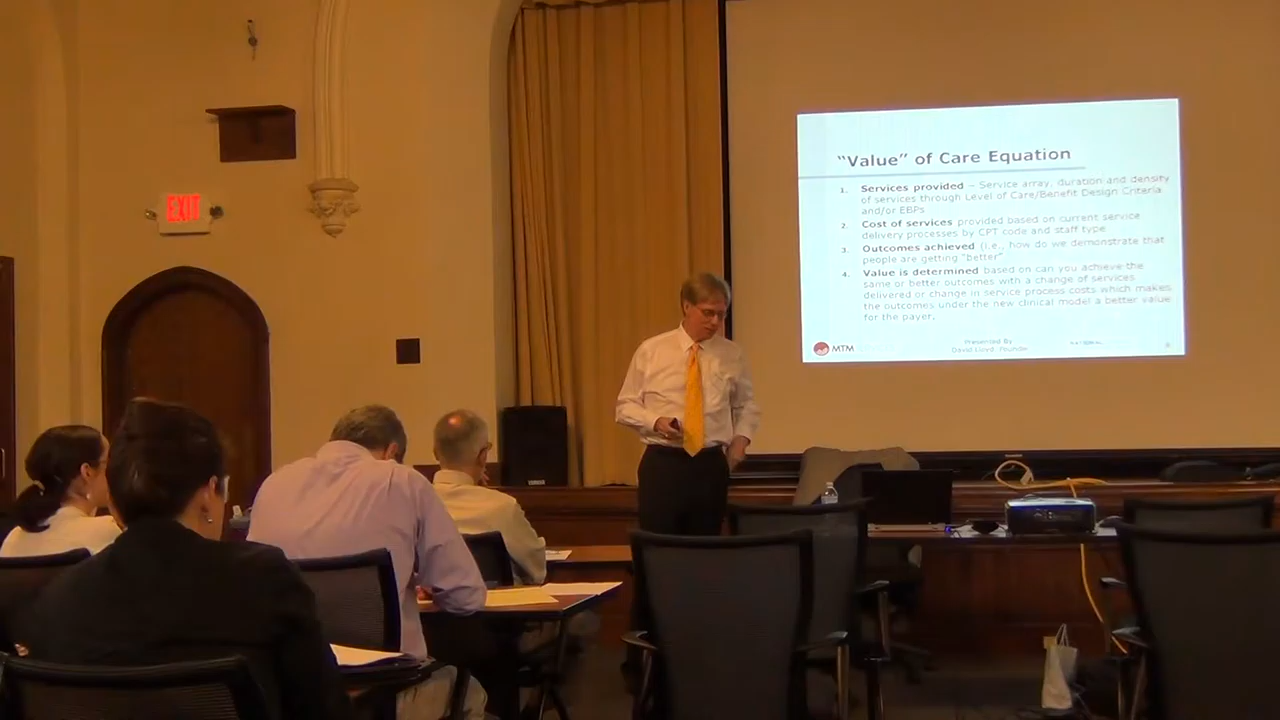 EXIT
"Value" of Care Equation
1. Services provided – Service array, duration and density
of services through Level of Care/Benefit Design Criteria
and/or EBPs
2. Cost of services provided based on current service
delivery processes by CPT code and staff type
3. Outcomes achieved (i.e., how do we demonstrate that
people are getting "better"
4. Value is determined based on can you achieve the
same or better outcomes with a change of services
delivered or change in service process costs which makes
the outcomes under the new clinical model a better value
for the payer.
MTM
Presented By
David Lloyd, Founder